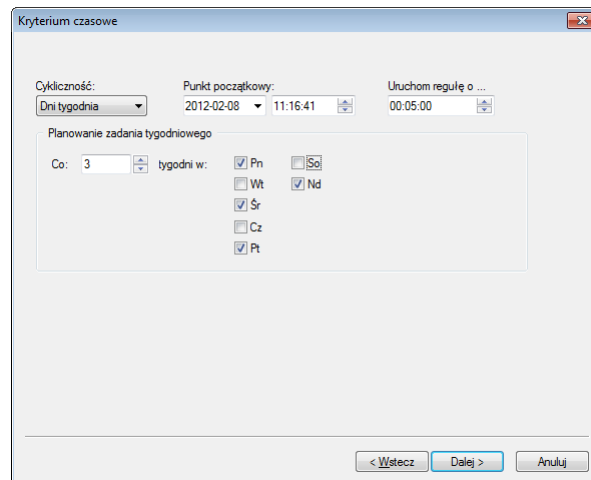 Kryterium czasowe
Cykliczność: Punkt początkowy: Uruchom regułę o ...
Dni tygodnia 2012-02-08 11:16:41 00:05:00
Planowanie zadania tygodniowego
Co: 3 tygodni w: Pn So
Wt Nd
Śr
Cz
Pt
< Wstecz Dalej > Anuluj